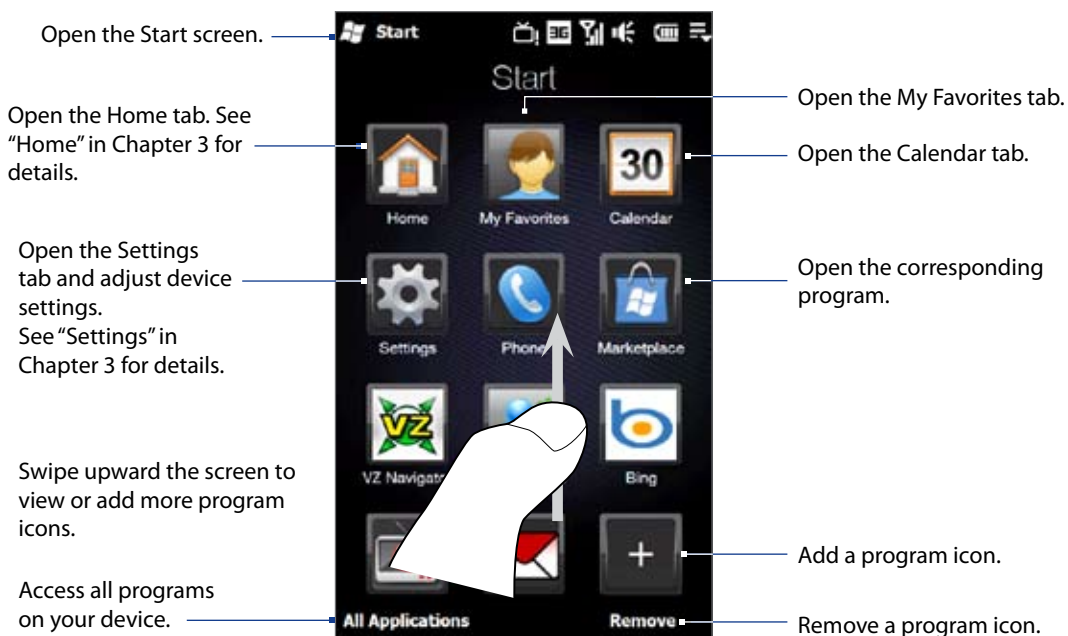 Open the Start screen.
Start
3G
Start
Open the Home tab. See
“Home” in Chapter 3 for
details.
Open the My Favorites tab.
30
Open the Calendar tab.
Home
My Favorites
Calendar
Open the Settings
tab and adjust device
settings.
See “Settings” in
Chapter 3 for details.
Open the corresponding
program.
Settings
Phone
Marketplace
VZ
b
VZ Navigato
Bing
Swipe upward the screen to
view or add more program
icons.
+
Add a program icon.
Access all programs
on your device.
All Applications
Remove
Remove a program icon.